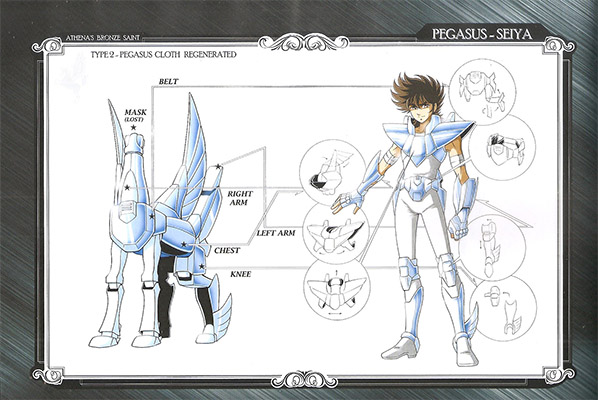 ATHENA'S BRONZE SAINT
PEGASUS - SEIYA
TYPE 2 - PEGASUS CLOTH REGENERATED
BELT
MASK
(LOST)
RIGHT
ARM
LEFT ARM
CHEST
KNEE